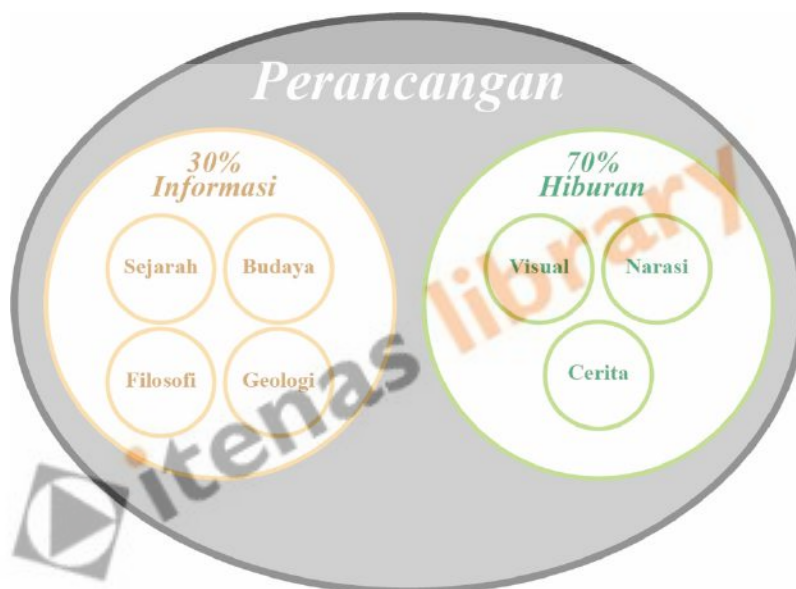 Perancangan
30%
Informasi
Sejarah
Budaya
Filosofi
Geologi
70%
Hiburan
Visual
Narasi
Cerita
itenas library